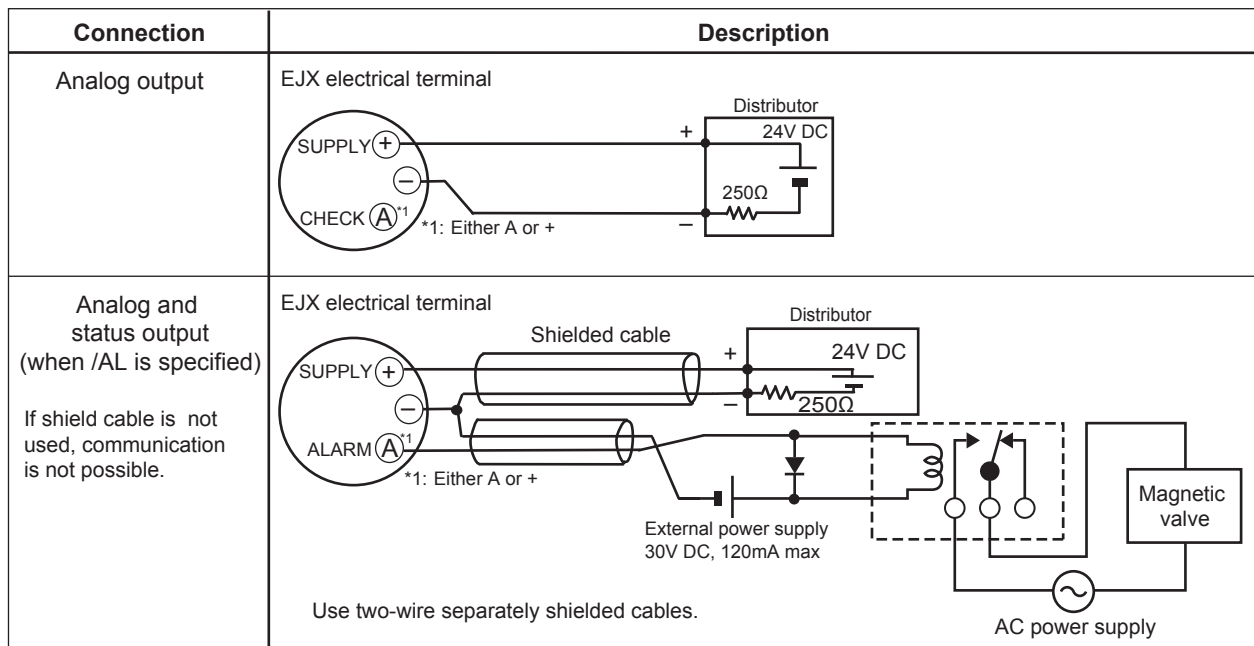 Connection
Description
Analog output
EJX electrical terminal
Distributor
SUPPLY +
+
24V DC
−
250Ω
CHECK A*1
*1: Either A or +
−
Analog and
status output
(when /AL is specified)
If shield cable is not
used, communication
is not possible.
EJX electrical terminal
Distributor
Shielded cable
SUPPLY +
+
24V DC
−
−
250Ω
ALARM A*1
*1: Either A or +
External power supply
30V DC, 120mA max
Magnetic
valve
Use two-wire separately shielded cables.
AC power supply